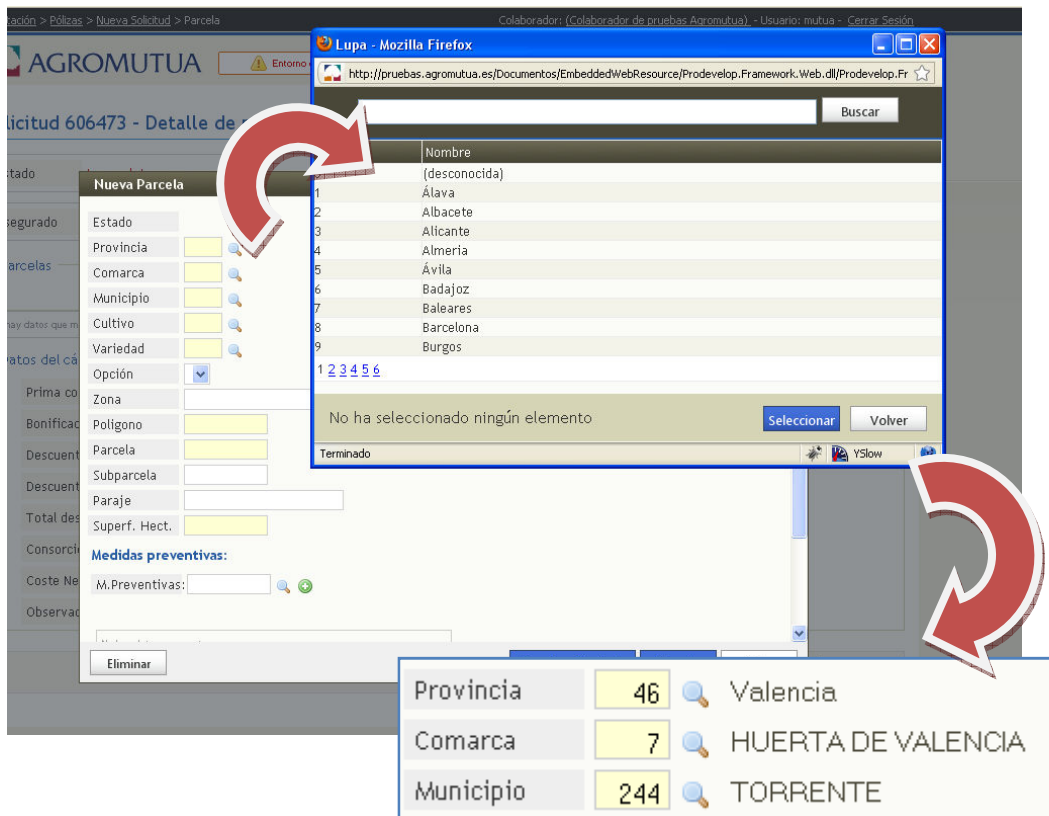 tación > Pólizas > Nueva Solicitud > Parcela
Colaborador: (Colaborador de pruebas Agromutua) - Usuario: mutua - Cerrar Sesión
AGROMUTUA
Entorno
licitud 606473 - Detalle de
stado
segurado
arcelas
hay datos que m
atos del cá
Prima co
Bonificac
Descuent
Descuent
Total des
Consorci
Coste Ne
Observac
Nueva Parcela
Estado
Provincia
Comarca
Municipio
Cultivo
Variedad
Opción
Zona
Poligono
Parcela
Subparcela
Paraje
Superf. Hect.
Medidas preventivas:
M.Preventivas:
Eliminar
Lupa - Mozilla Firefox
http://pruebas.agromutua.es/Documentos/EmbeddedWebResource/Prodevelop.Framework.Web.dll/Prodevelop.Fr
Buscar
Nombre
(desconocida)
1 Álava
2 Albacete
3 Alicante
4 Almeria
5 Ávila
6 Badajoz
7 Baleares
8 Barcelona
9 Burgos
1 2 3 4 5 6
No ha seleccionado ningún elemento
Seleccionar Volver
Terminado
YSlow
Provincia 46 Valencia
Comarca 7 HUERTA DE VALENCIA
Municipio 244 TORRENTE